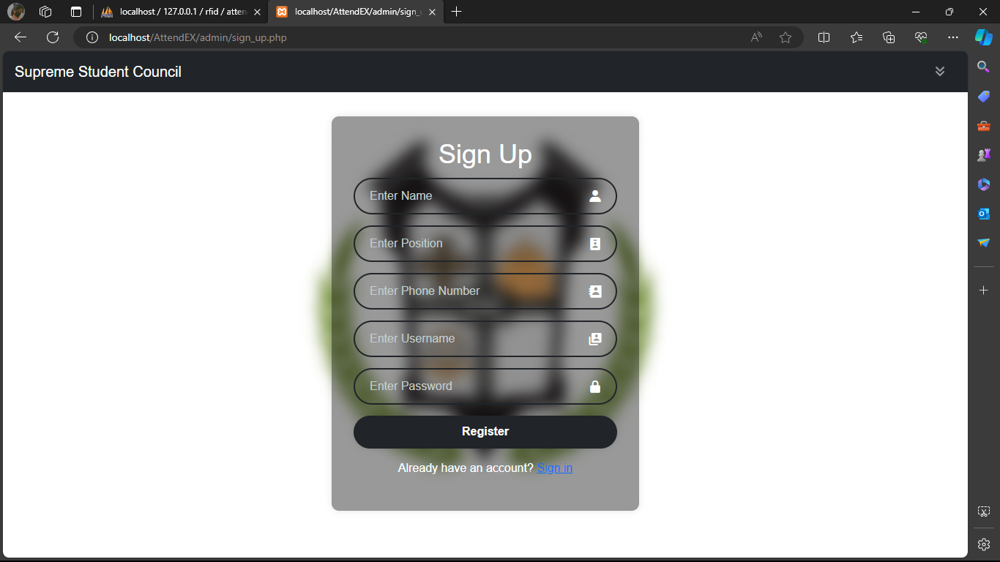 localhost / 127.0.0.1 / rfid / atten
localhost/AttendEX/admin/sign_u
localhost/AttendEX/admin/sign_up.php
Supreme Student Council
Sign Up
Enter Name
Enter Position
Enter Phone Number
Enter Username
Enter Password
Register
Already have an account? Sign in